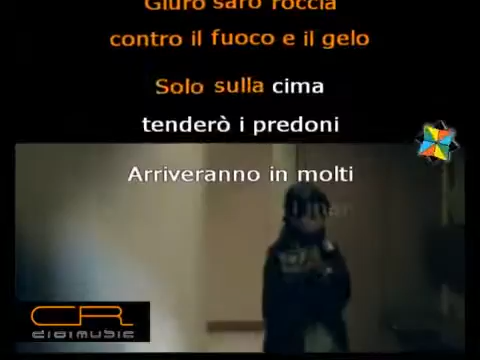 Giuro sarò roccia
contro il fuoco e il gelo
Solo sulla cima
tenderò i predoni
Arriveranno in molti
CR
DIGIMUSIC